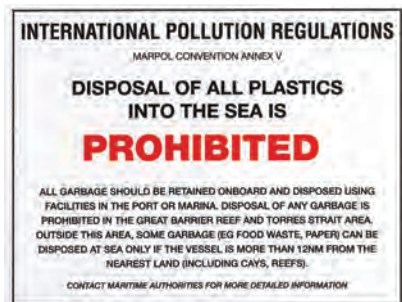 INTERNATIONAL POLLUTION REGULATIONS
MARPOL CONVENTION ANNEX V
DISPOSAL OF ALL PLASTICS
INTO THE SEA IS
PROHIBITED
ALL GARBAGE SHOULD BE RETAINED ONBOARD AND DISPOSED USING
FACILITIES IN THE PORT OR MARINA. DISPOSAL OF ANY GARBAGE IS
PROHIBITED IN THE GREAT BARRIER REEF AND TORRES STRAIT AREA.
OUTSIDE THIS AREA, SOME GARBAGE (EG FOOD WASTE, PAPER) CAN BE
DISPOSED AT SEA ONLY IF THE VESSEL IS MORE THAN 12NM FROM THE
NEAREST LAND (INCLUDING CAYS, REEFS).
CONTACT MARITIME AUTHORITIES FOR MORE DETAILED INFORMATION